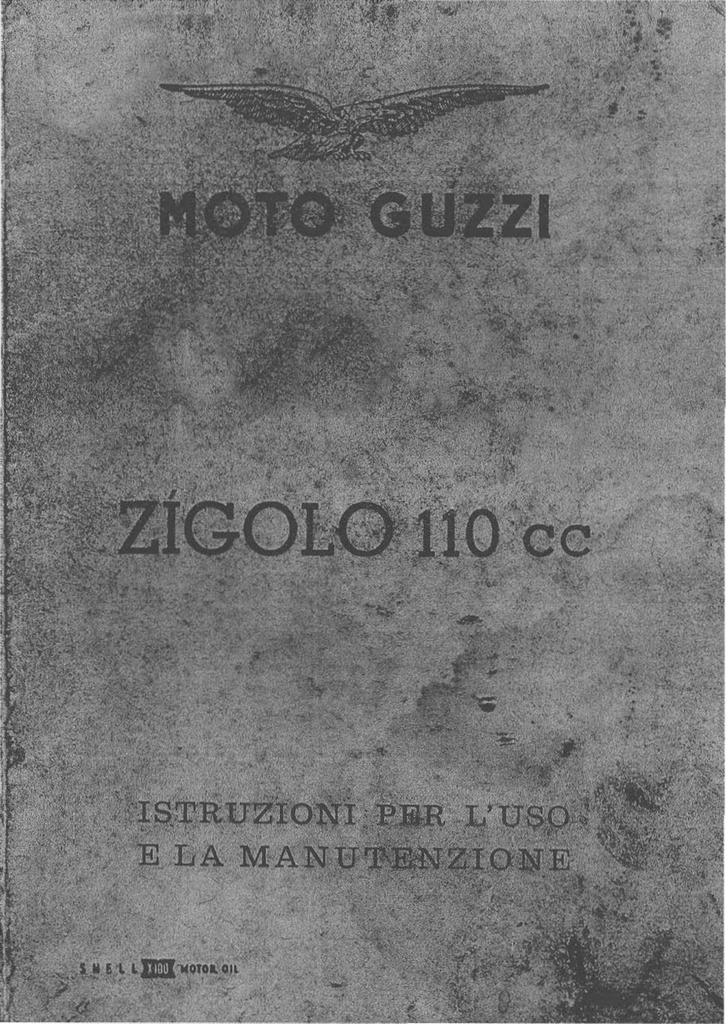 MOTO GUZZI
ZÍGOLO 110 cc
ISTRUZIONI PER L'USO
E LA MANUTENZIONE
SHELL X100 MOTOR OIL